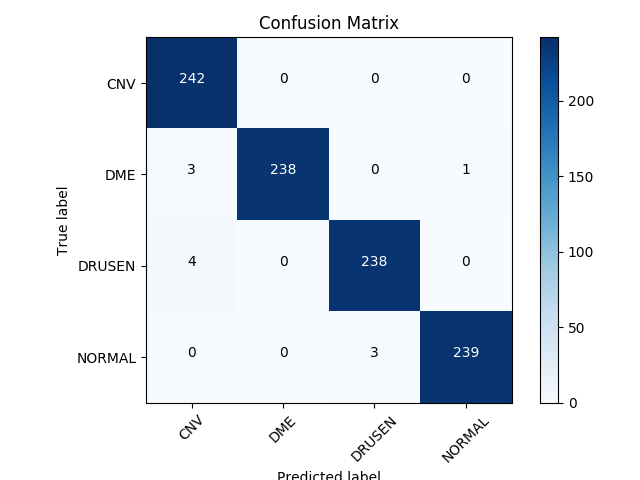 Confusion Matrix
CNV 242 0 0 0
DME 3 238 0 1
DRUSEN 4 0 238 0
NORMAL 0 0 3 239
True label
CNV DME DRUSEN NORMAL
Predicted label
200
150
100
50
0